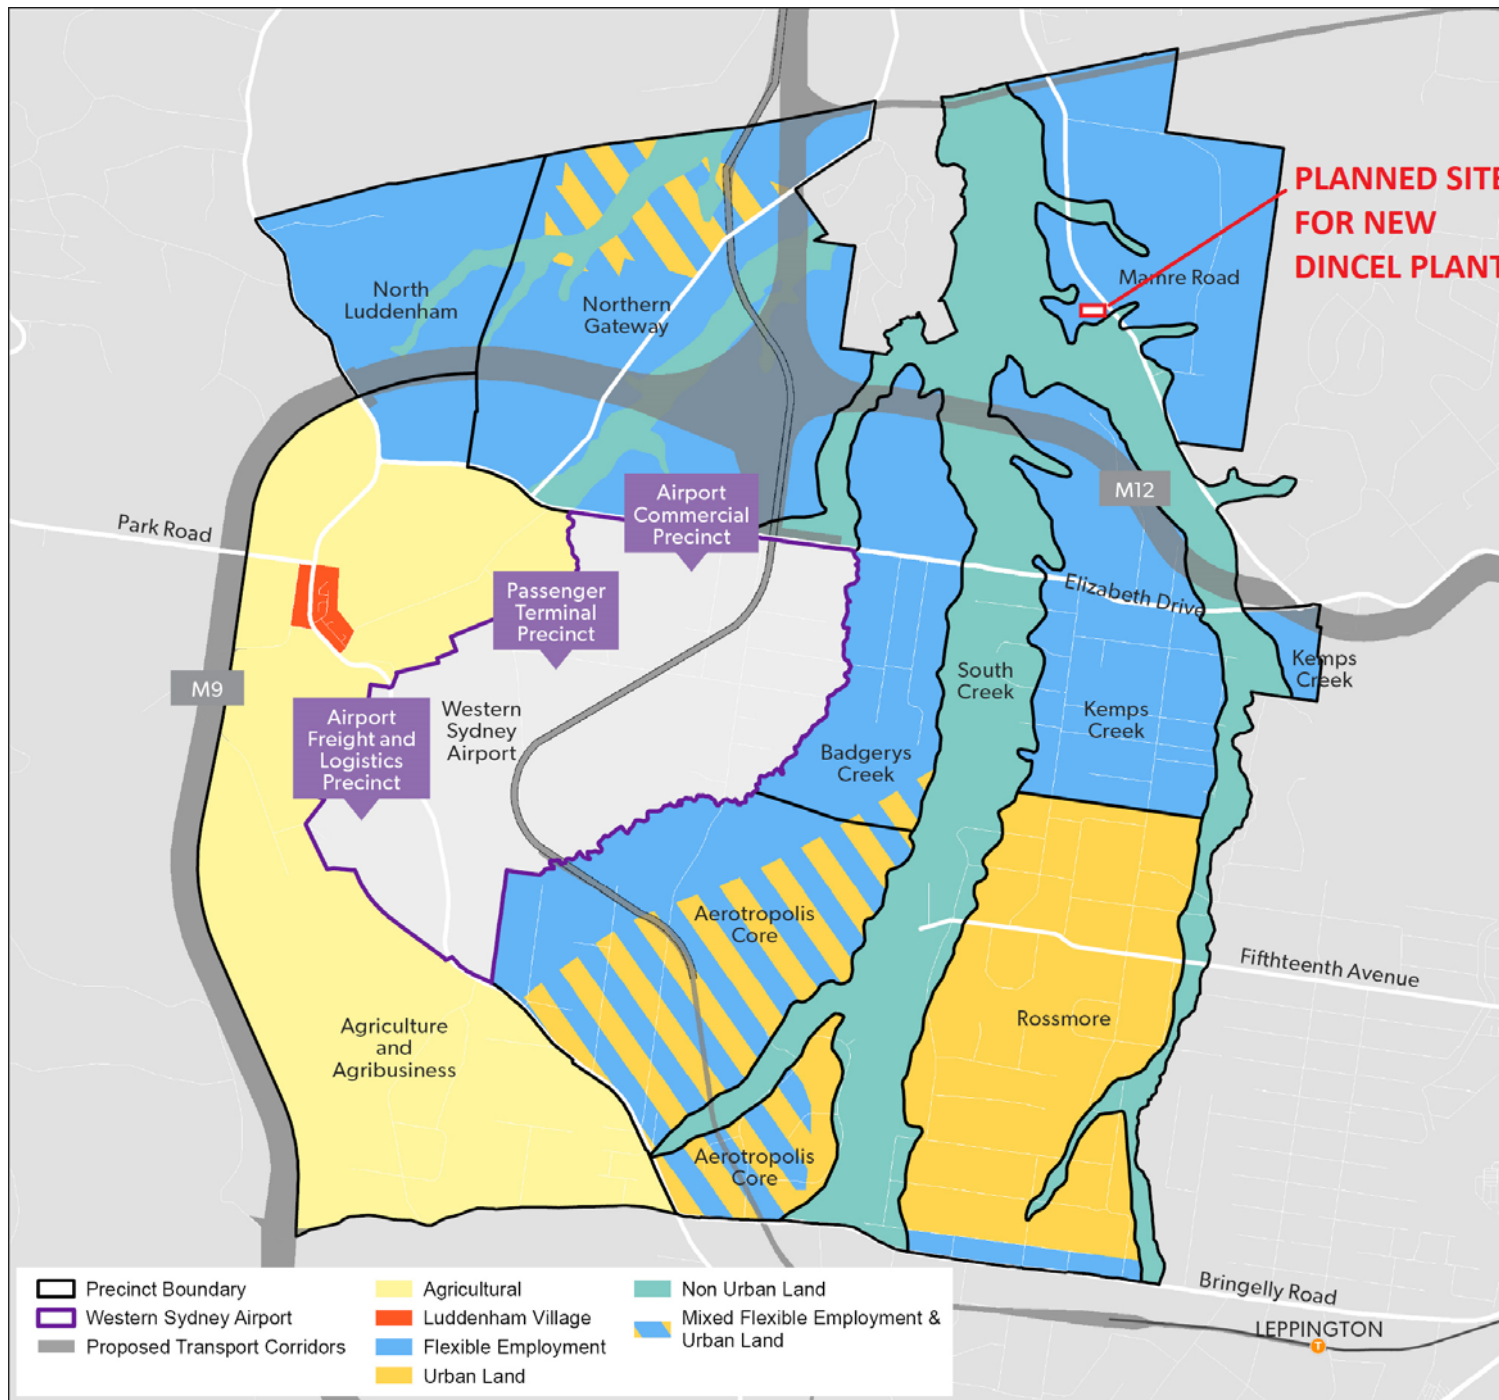 PLANNED SITE
FOR NEW
DINCEL PLANT
Mamre Road
North
Luddenham
Northern
Gateway
M12
Airport
Commercial
Precinct
Park Road
Passenger
Terminal
Precinct
Elizabeth Drive
Kemps
Creek
South
Creek
M9
Kemps
Creek
Western
Sydney
Airport
Airport
Freight and
Logistics
Precinct
Badgerys
Creek
Aerotropolis
Core
Fifthteenth Avenue
Rossmore
Agriculture
and
Agribusiness
Aerotropolis
Core
Bringelly Road
LEPPINGTON
T
Precinct Boundary
Western Sydney Airport
Proposed Transport Corridors
Agricultural
Luddenham Village
Flexible Employment
Urban Land
Non Urban Land
Mixed Flexible Employment &
Urban Land